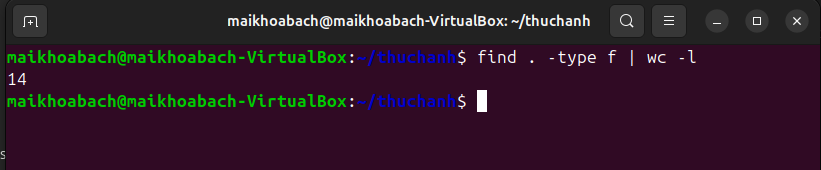 maikhoabach@maikhoabach-VirtualBox: ~/thuchanh
maikhoabach@maikhoabach-VirtualBox:~/thuchanh$ find . -type f | wc -l
14
maikhoabach@maikhoabach-VirtualBox:~/thuchanh$
s